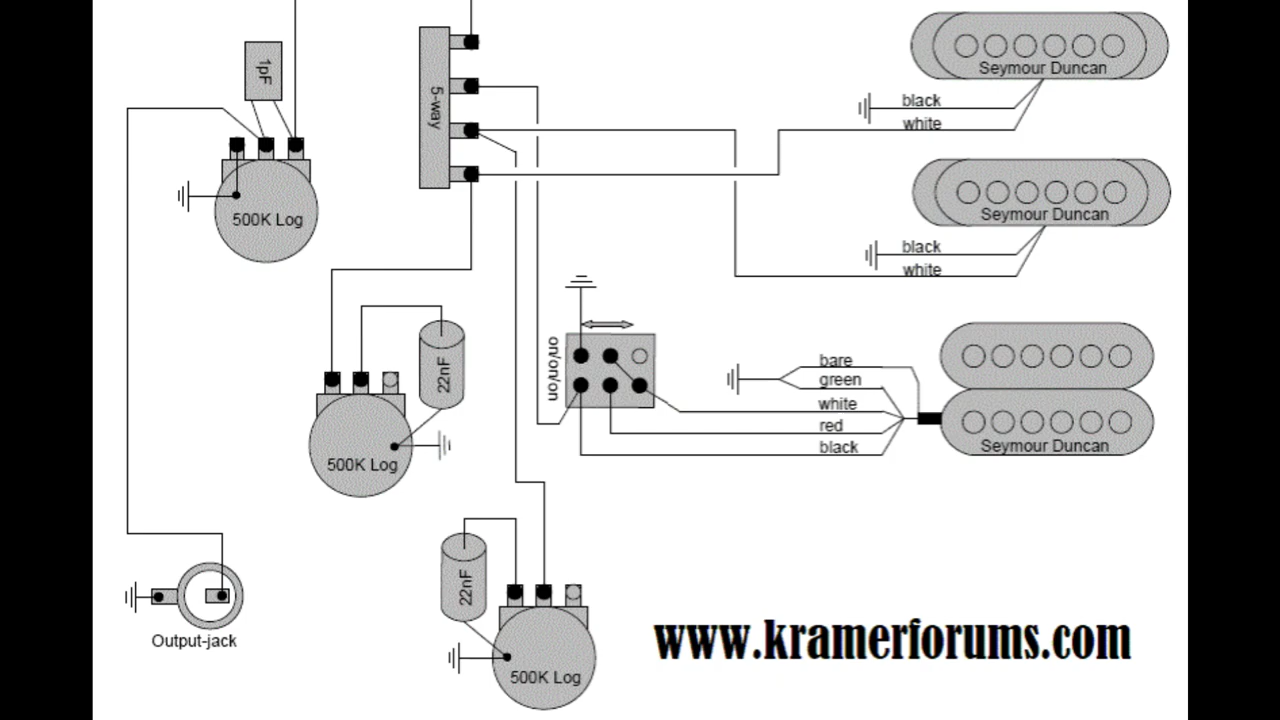 1pF
500K Log
5-way
Seymour Duncan
black
white
Seymour Duncan
black
white
22nF
500K Log
on/on/on
bare
green
white
red
black
Seymour Duncan
22nF
500K Log
Output-jack
www.kramerforums.com